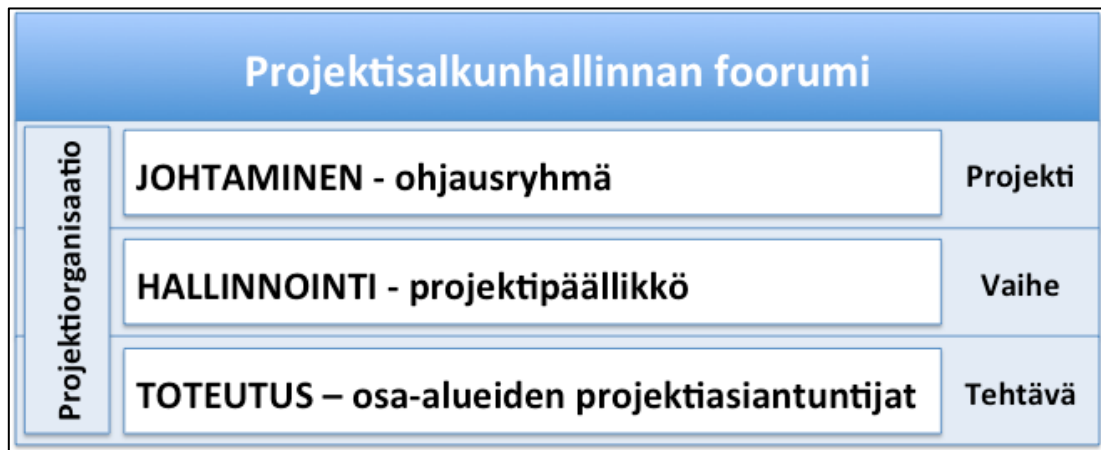 Projektisalkunhallinnan foorumi
Projektiorganisaatio
JOHTAMINEN - ohjausryhmä
Projekti
HALLINNOINTI - projektipäällikkö
Vaihe
TOTEUTUS – osa-alueiden projektiasiantuntijat
Tehtävä